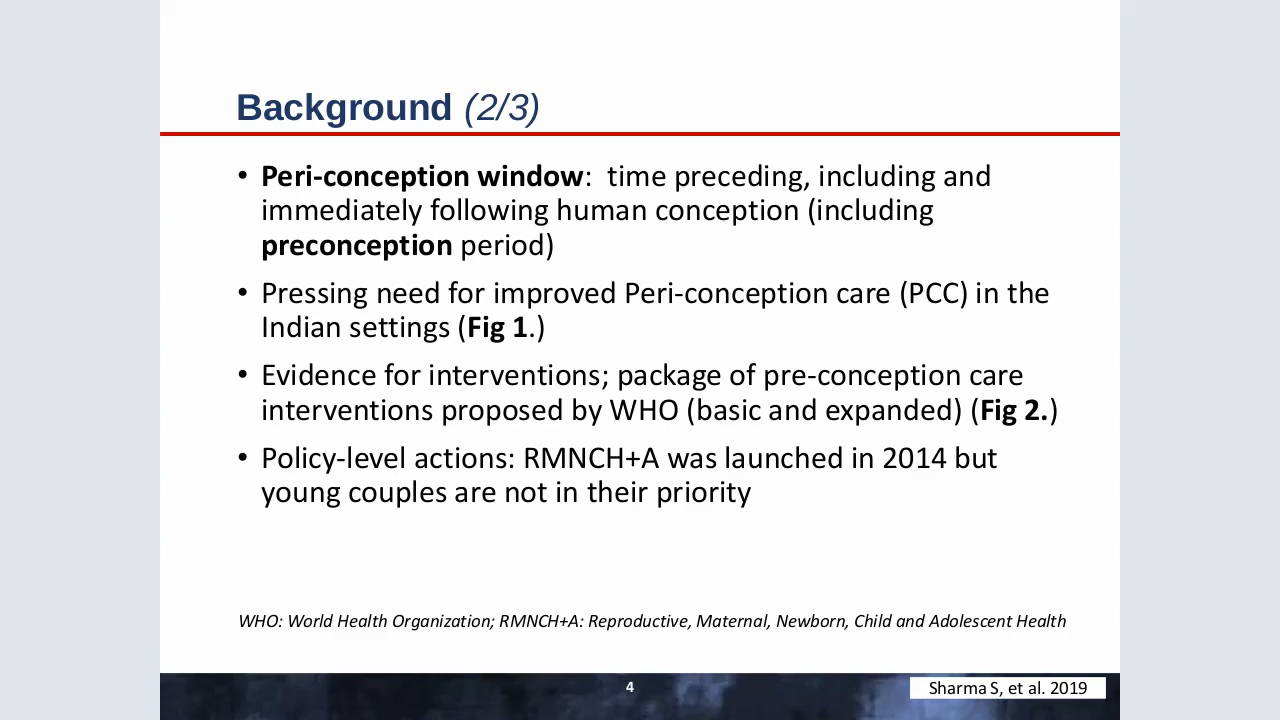 Background (2/3)
• Peri-conception window:  time preceding, including and
immediately following human conception (including
preconception period)
• Pressing need for improved Peri-conception care (PCC) in the
Indian settings (Fig 1.)
• Evidence for interventions; package of pre-conception care
interventions proposed by WHO (basic and expanded) (Fig 2.)
• Policy-level actions: RMNCH+A was launched in 2014 but
young couples are not in their priority
WHO: World Health Organization; RMNCH+A: Reproductive, Maternal, Newborn, Child and Adolescent Health
4
Sharma S, et al. 2019